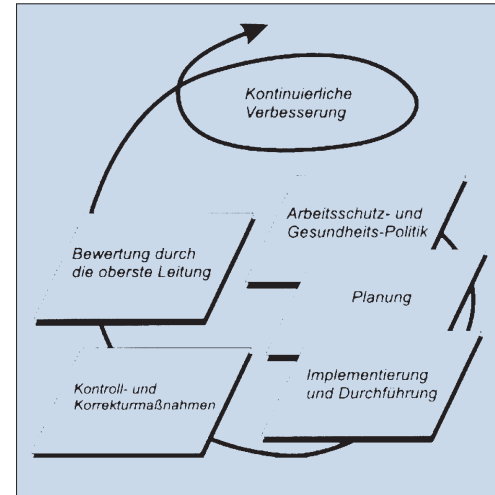 Kontinuierliche
Verbesserung
Arbeitsschutz- und
Gesundheits-Politik
Bewertung durch
die oberste Leitung
Planung
Implementierung
und Durchführung
Kontroll- und
Korrekturmaßnahmen